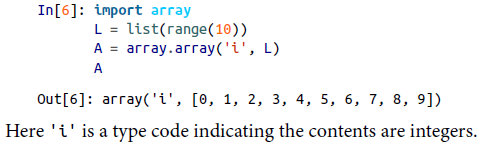 In[6]: import array
L = list(range(10))
A = array.array('i', L)
A
Out[6]: array('i', [0, 1, 2, 3, 4, 5, 6, 7, 8, 9])
Here 'i' is a type code indicating the contents are integers.